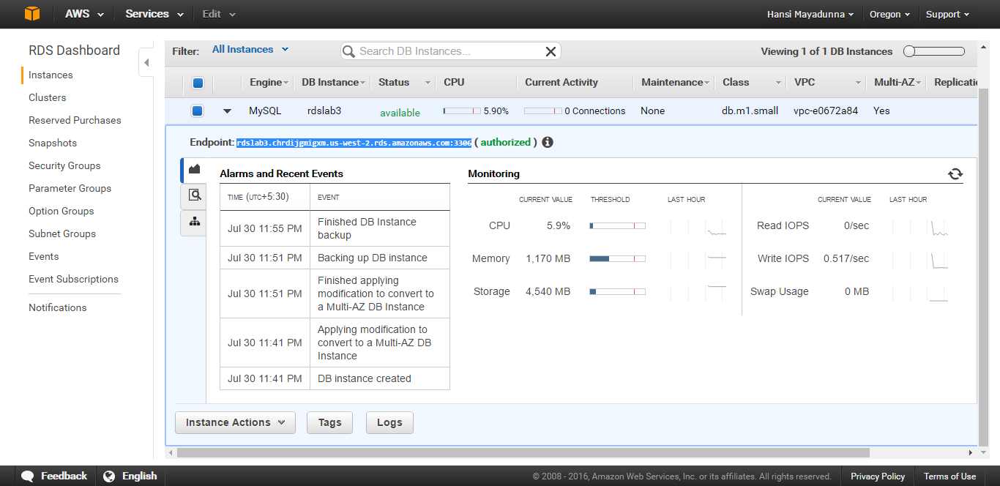 AWS Services Edit Hansi Mayadunna Oregon Support
RDS Dashboard
Instances
Clusters
Reserved Purchases
Snapshots
Security Groups
Parameter Groups
Option Groups
Subnet Groups
Events
Event Subscriptions
Notifications
Filter: All Instances Search DB Instances... Viewing 1 of 1 DB Instances
Engine DB Instance Status CPU Current Activity Maintenance Class VPC Multi-AZ Replicati
MySQL rdslab3 available 5.90% 0 Connections None db.m1.small vpc-e0672a84 Yes
Endpoint: rdslab3.chrdijgmigxm.us-west-2.rds.amazonaws.com:3306 ( authorized )
Alarms and Recent Events
TIME (UTC+5:30) EVENT
Jul 30 11:55 PM Finished DB Instance
backup
Jul 30 11:51 PM Backing up DB instance
Finished applying
Jul 30 11:51 PM modification to convert to
a Multi-AZ DB Instance
Applying modification to
Jul 30 11:41 PM convert to a Multi-AZ DB
Instance
Jul 30 11:41 PM DB instance created
Monitoring
CURRENT VALUE THRESHOLD LAST HOUR
CPU 5.9%
Memory 1,170 MB
Storage 4,540 MB
CURRENT VALUE LAST HOUR
Read IOPS 0/sec
Write IOPS 0.517/sec
Swap Usage 0 MB
Instance Actions Tags Logs
Feedback English © 2008 - 2016, Amazon Web Services, Inc. or its affiliates. All rights reserved. Privacy Policy Terms of Use